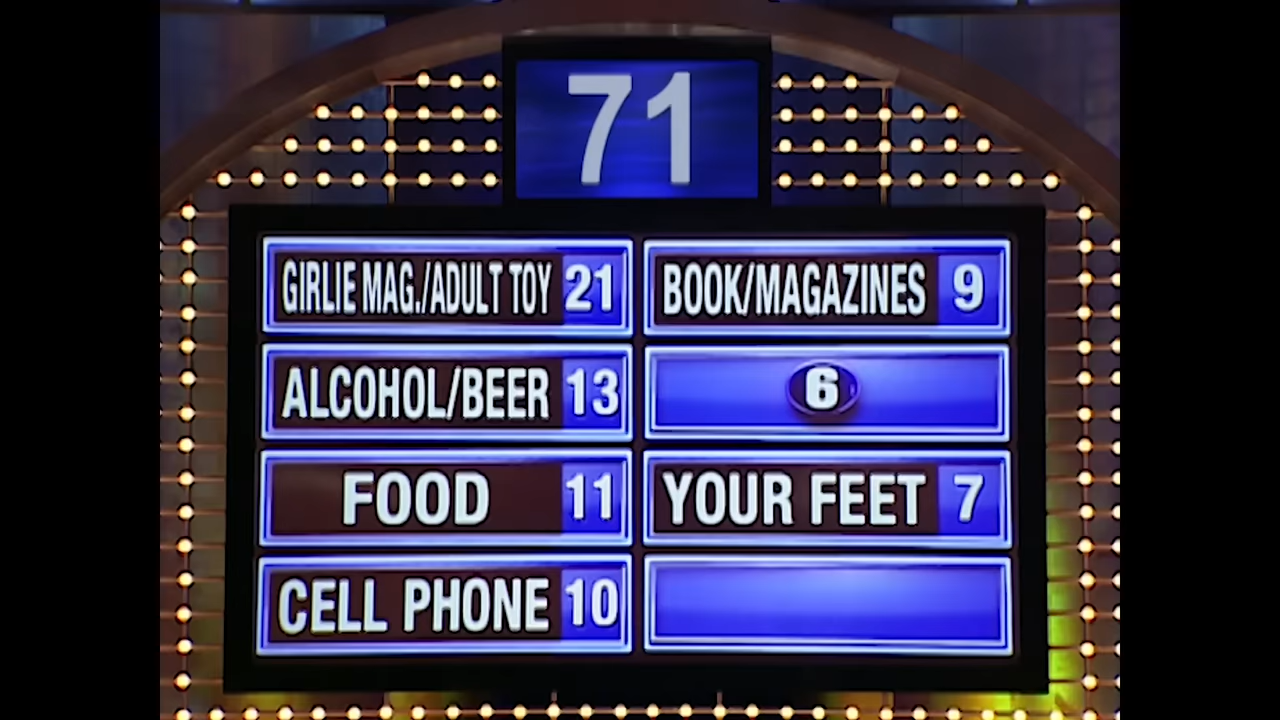 71
GIRLIE MAG./ADULT TOY 21
ALCOHOL/BEER 13
FOOD 11
CELL PHONE 10
BOOK/MAGAZINES 9
6
YOUR FEET 7